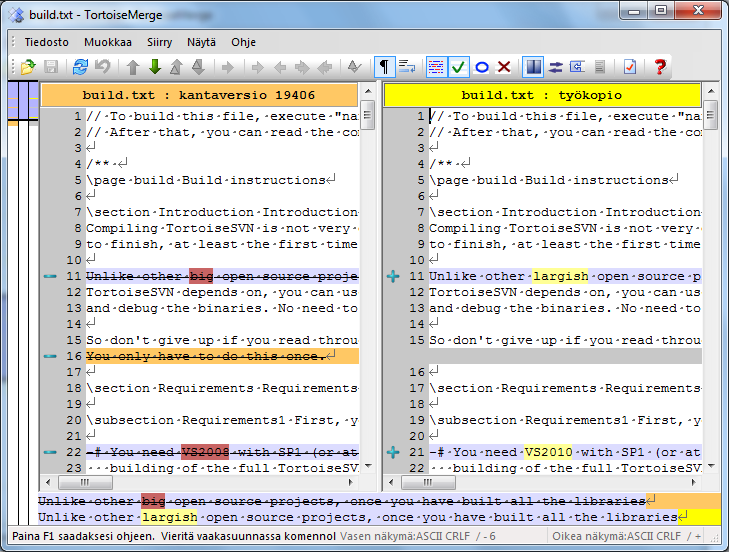 build.txt - TortoiseMerge
Tiedosto Muokkaa Siirry Näytä Ohje
build.txt : kantaversio 19406
1 // To build this file, execute "na
2 // After that, you can read the co
3
4 /**
5 \page build Build instructions
6
7 \section Introduction Introduction
8 Compiling TortoiseSVN is not very
9 to finish, at least the first time
10
11 Unlike other big open source proje
12 TortoiseSVN depends on, you can us
13 and debug the binaries. No need to
14
15 So don't give up if you read throu
16 You only have to do this once.
17
18 \section Requirements Requirements
19
20 \subsection Requirements1 First, y
21
22 -# You need VS2008 with SP1 (or at
23 building of the full TortoiseSV
build.txt : työkopio
1 // To build this file, execute "na
2 // After that, you can read the co
3
4 /**
5 \page build Build instructions
6
7 \section Introduction Introduction
8 Compiling TortoiseSVN is not very
9 to finish, at least the first time
10
11 Unlike other largish open source p
12 TortoiseSVN depends on, you can us
13 and debug the binaries. No need to
14
15 So don't give up if you read throu
16
17 \section Requirements Requirements
18
19 \subsection Requirements1 First, y
20
21 -# You need VS2010 with SP1 (or at
22 building of the full TortoiseSV
Unlike other big open source projects, once you have built all the libraries
Unlike other largish open source projects, once you have built all the libraries
Paina F1 saadaksesi ohjeen. Vieritä vaakasuunnassa komennol Vasen näkymä:ASCII CRLF / - 6 Oikea näkymä:ASCII CRLF / +